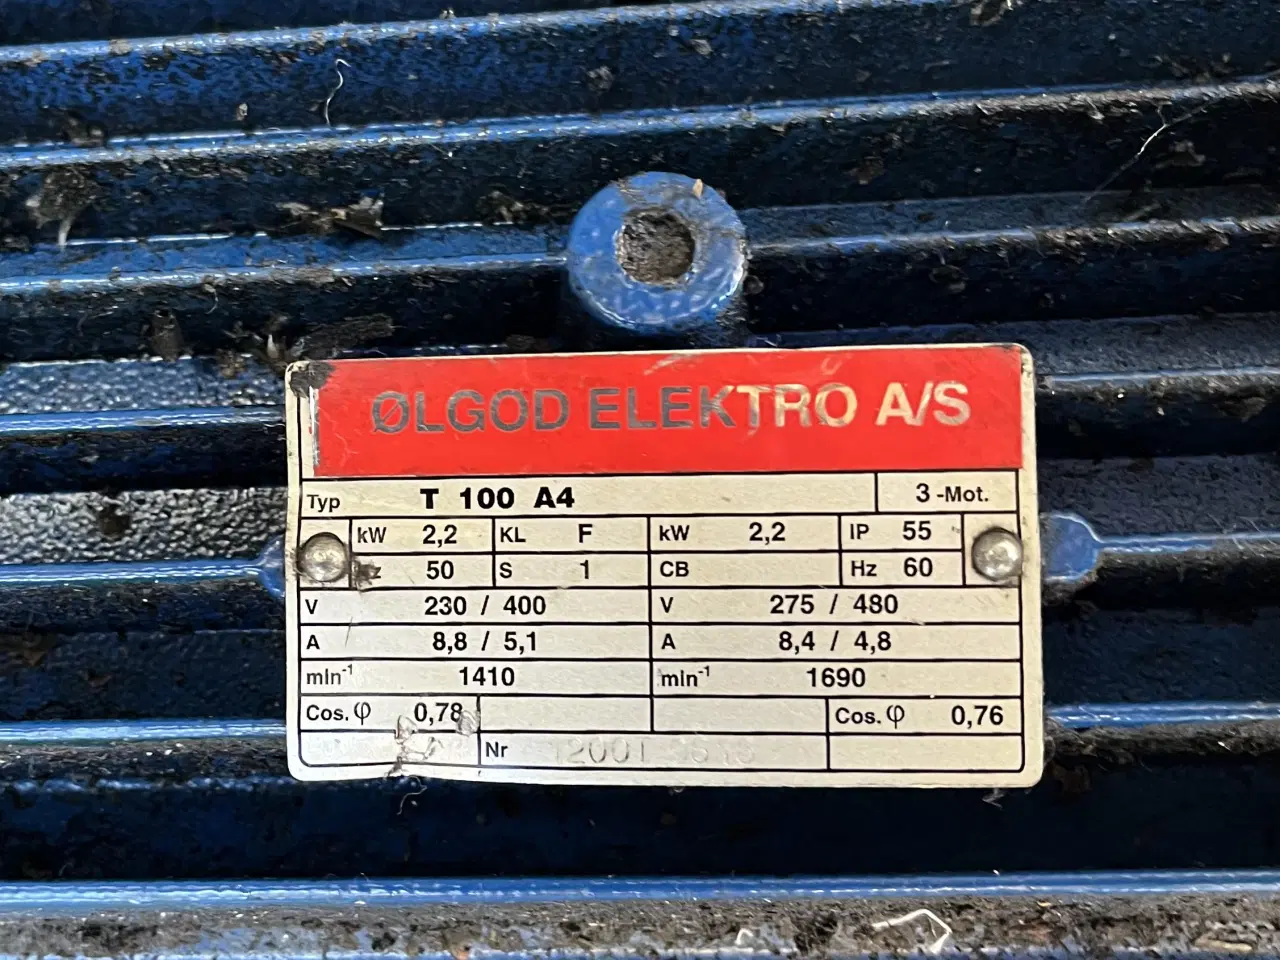 ØLGOD ELEKTRO A/S
Typ T 100 A4 3 -Mot.
kW 2,2 KL F kW 2,2 IP 55
50 S 1 CB Hz 60
V 230 / 400 V 275 / 480
A 8,8 / 5,1 A 8,4 / 4,8
min⁻¹ 1410 min⁻¹ 1690
Cos. φ 0,78 Cos. φ 0,76
Nr